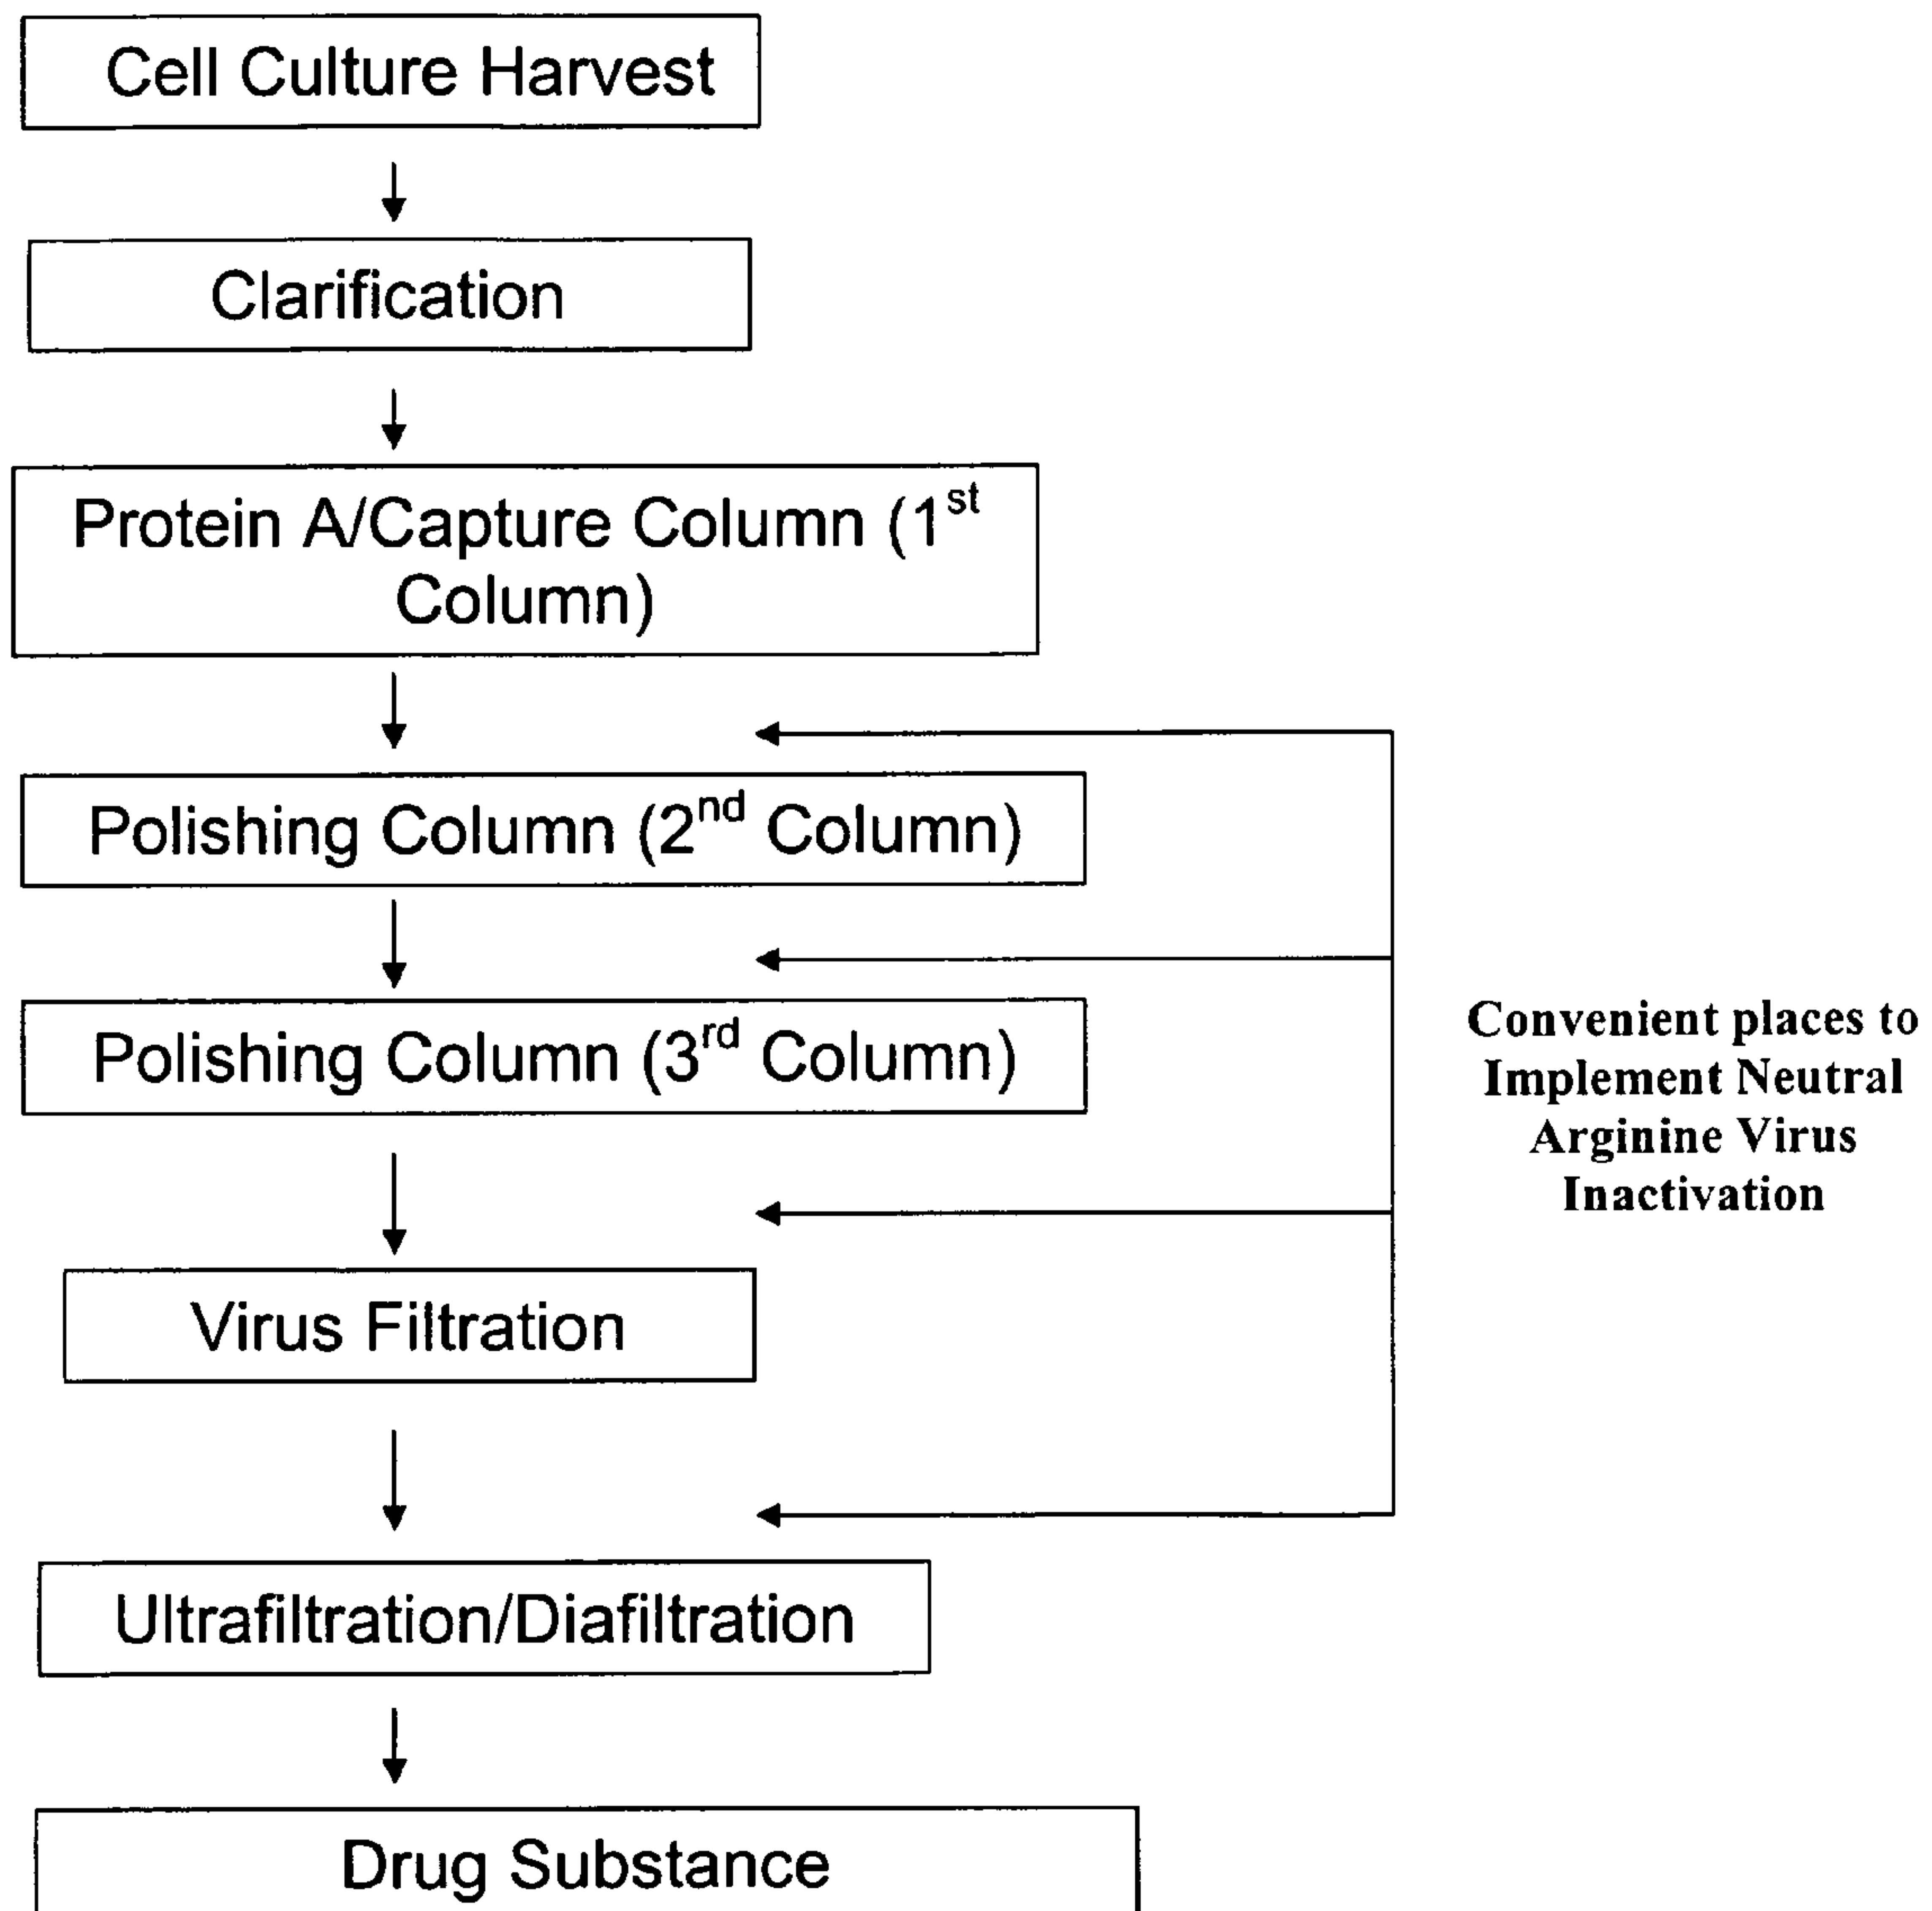 Cell Culture Harvest
Clarification
Protein A/Capture Column (1st
Column)
Polishing Column (2nd Column)
Polishing Column (3rd Column)
Convenient places to
Implement Neutral
Arginine Virus
Inactivation
Virus Filtration
Ultrafiltration/Diafiltration
Drug Substance